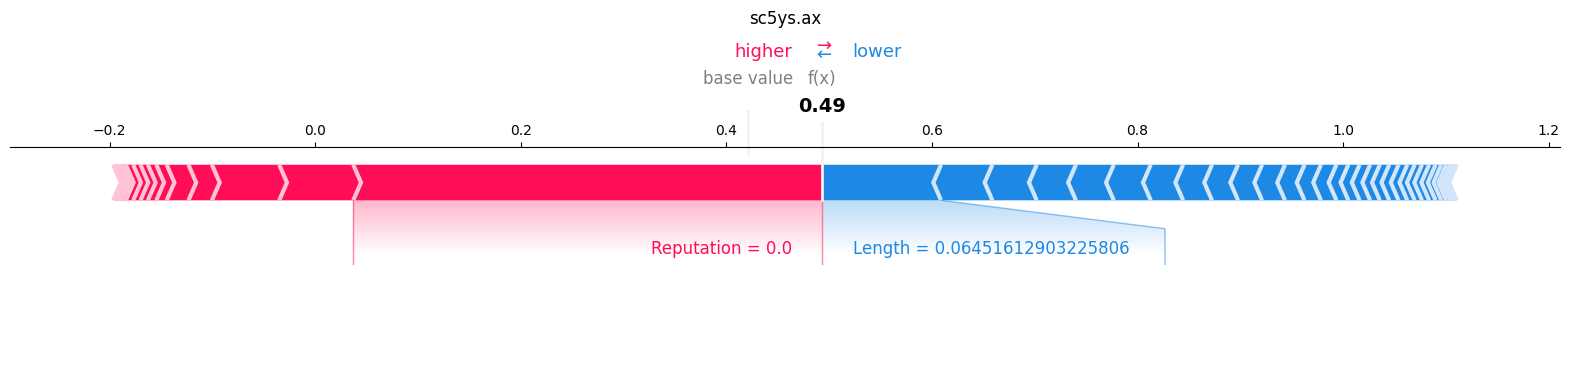 sc5ys.ax
higher ⇄ lower
base value f(x)
0.49
−0.2 0.0 0.2 0.4 0.6 0.8 1.0 1.2
Reputation = 0.0 Length = 0.06451612903225806